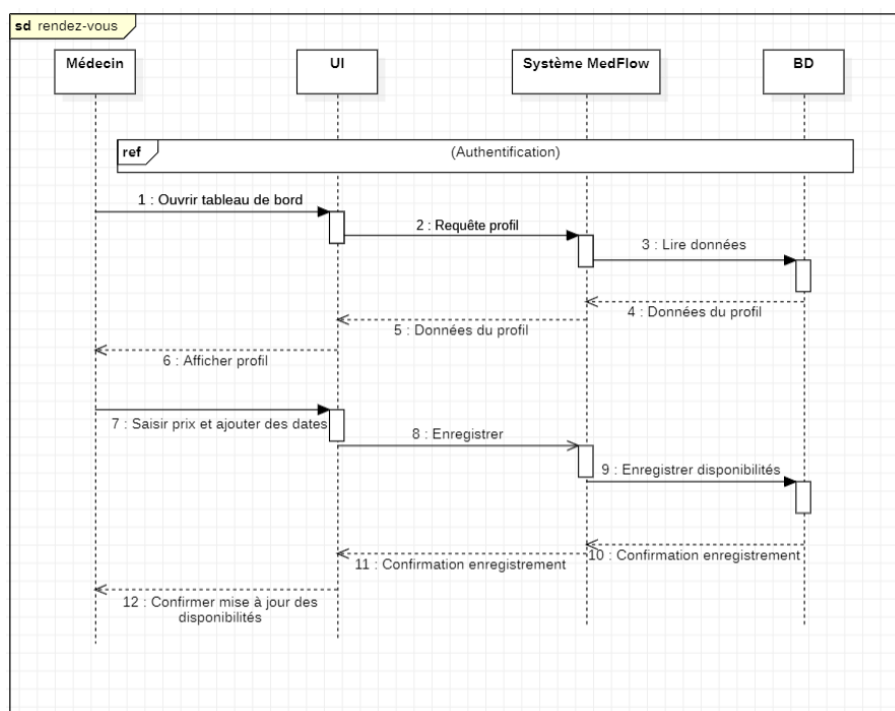 sd rendez-vous
Médecin
UI
Système MedFlow
BD
ref
(Authentification)
1 : Ouvrir tableau de bord
2 : Requête profil
3 : Lire données
4 : Données du profil
5 : Données du profil
6 : Afficher profil
7 : Saisir prix et ajouter des dates
8 : Enregistrer
9 : Enregistrer disponibilités
10 : Confirmation enregistrement
11 : Confirmation enregistrement
12 : Confirmer mise à jour des
disponibilités